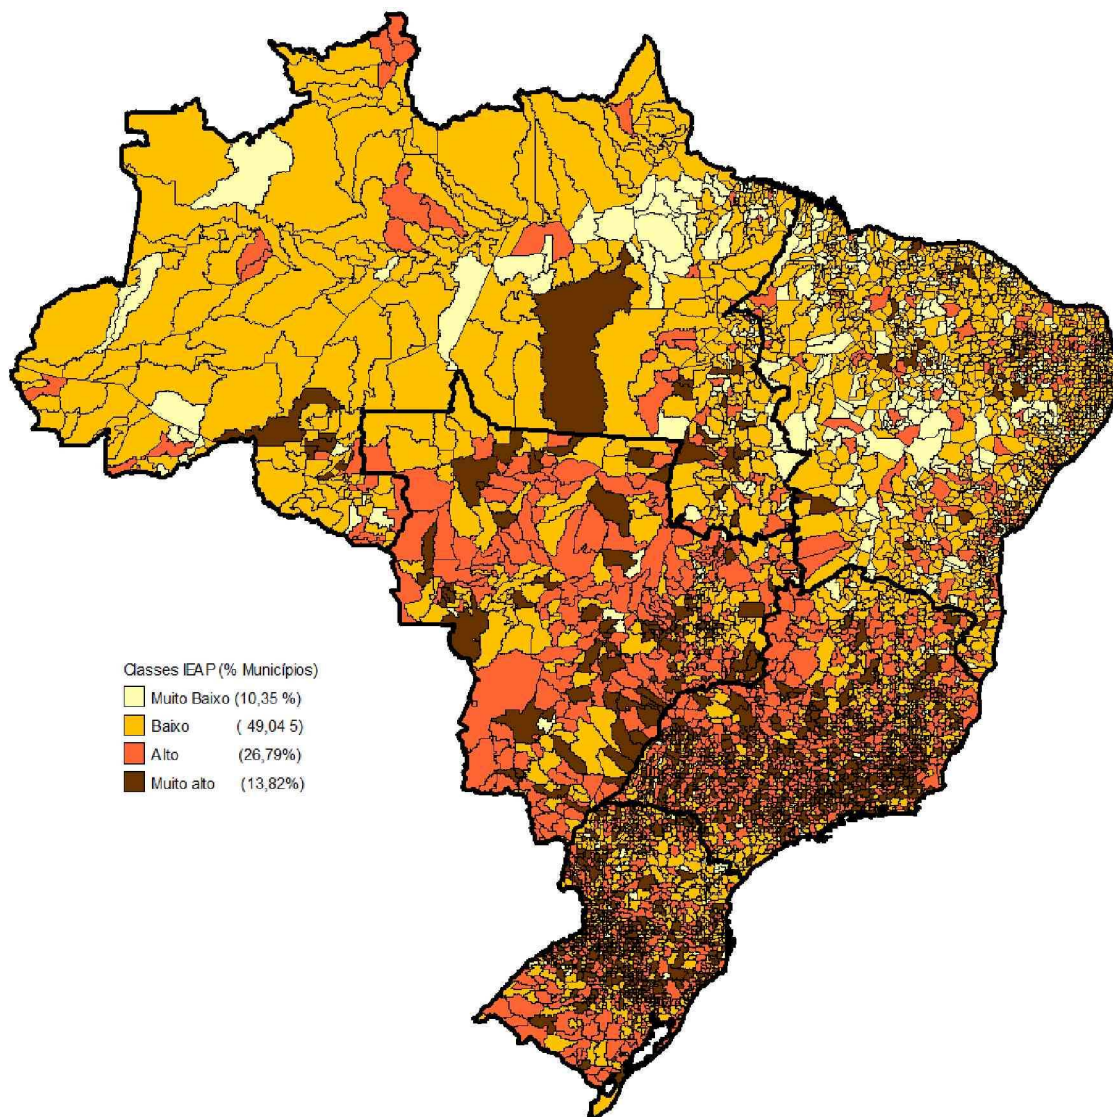 Classes IEAP (% Municípios)
Muito Baixo (10,35 %)
Baixo ( 49,04 5)
Alto (26,79%)
Muito alto (13,82%)